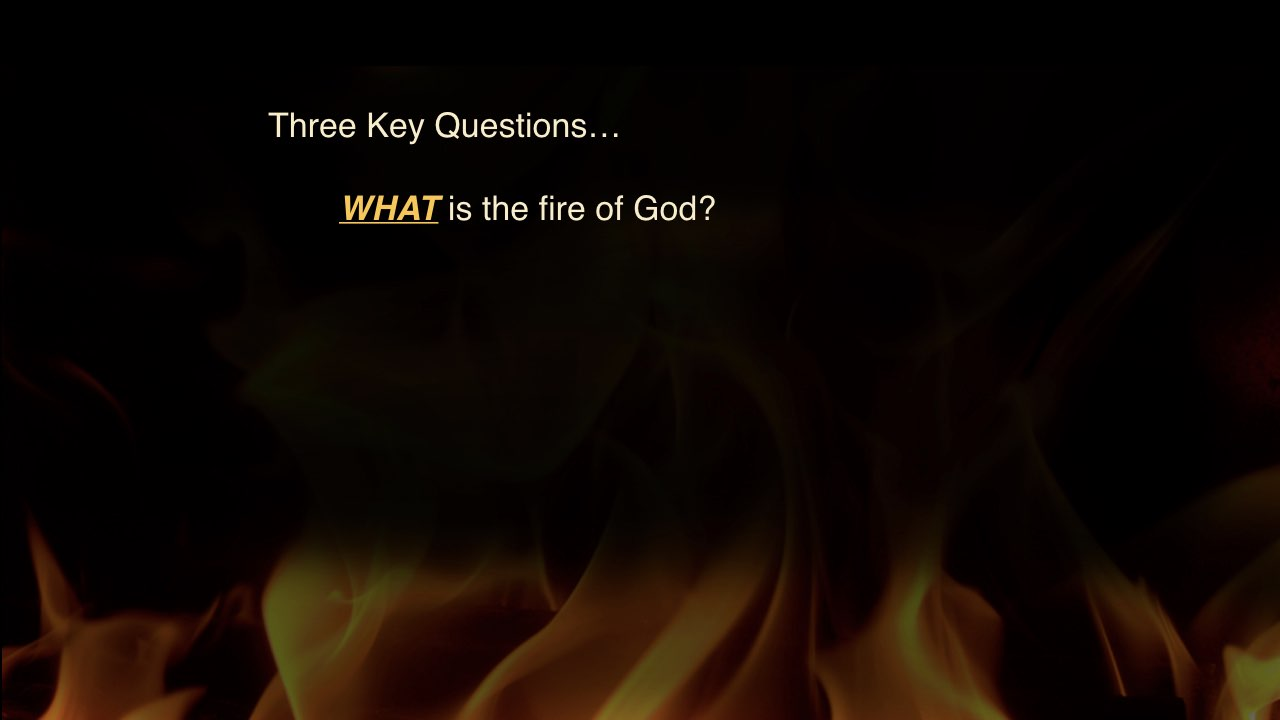 Three Key Questions…
WHAT is the fire of God?